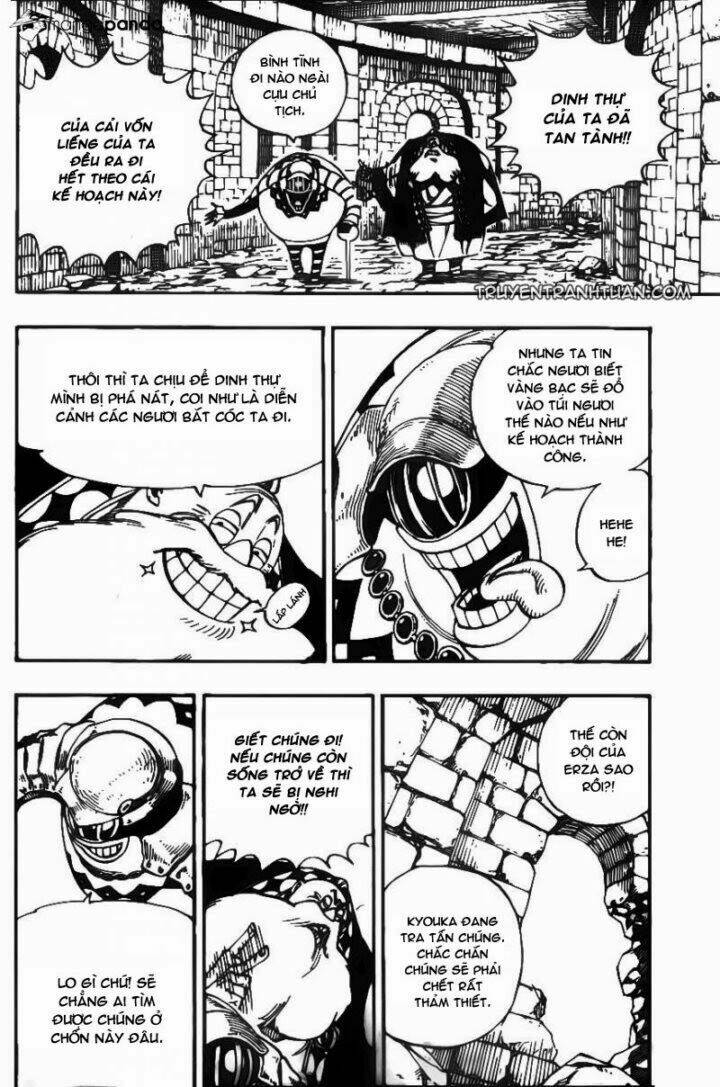 DINH THỰ
CỦA TA ĐÃ
TAN TÀNH!!
BÌNH TĨNH
ĐI NÀO NGÀI
CỰU CHỦ
TỊCH.
CỦA CẢI VỐN
LIẾNG CỦA TA
ĐỀU RA ĐI
HẾT THEO CÁI
KẾ HOẠCH NÀY!
TRUYENTRANHTUAN.COM
NHƯNG TA TIN
CHẮC NGƯƠI BIẾT
VÀNG BẠC SẼ ĐỔ
VÀO TÚI NGƯƠI
THẾ NÀO NẾU NHƯ
KẾ HOẠCH THÀNH
CÔNG.
HEHE
HE!
THÔI THÌ TA CHỊU ĐỂ DINH THỰ
MÌNH BỊ PHÁ NÁT, COI NHƯ LÀ DIỄN
CẢNH CÁC NGƯƠI BẮT CÓC TA ĐI.
LẤP LÁNH
THẾ CÒN
ĐỘI CỦA
ERZA SAO
RỒI?!
KYOUKA ĐANG
TRA TẤN CHÚNG.
CHẮC CHẮN
CHÚNG SẼ PHẢI
CHẾT RẤT
THẢM THIẾT.
GIẾT CHÚNG ĐI!
NẾU CHÚNG CÒN
SỐNG TRỞ VỀ THÌ
TA SẼ BỊ NGHI
NGỜ!!
LO GÌ CHỨ! SẼ
CHẲNG AI TÌM
ĐƯỢC CHÚNG Ở
CHỐN NÀY ĐÂU.